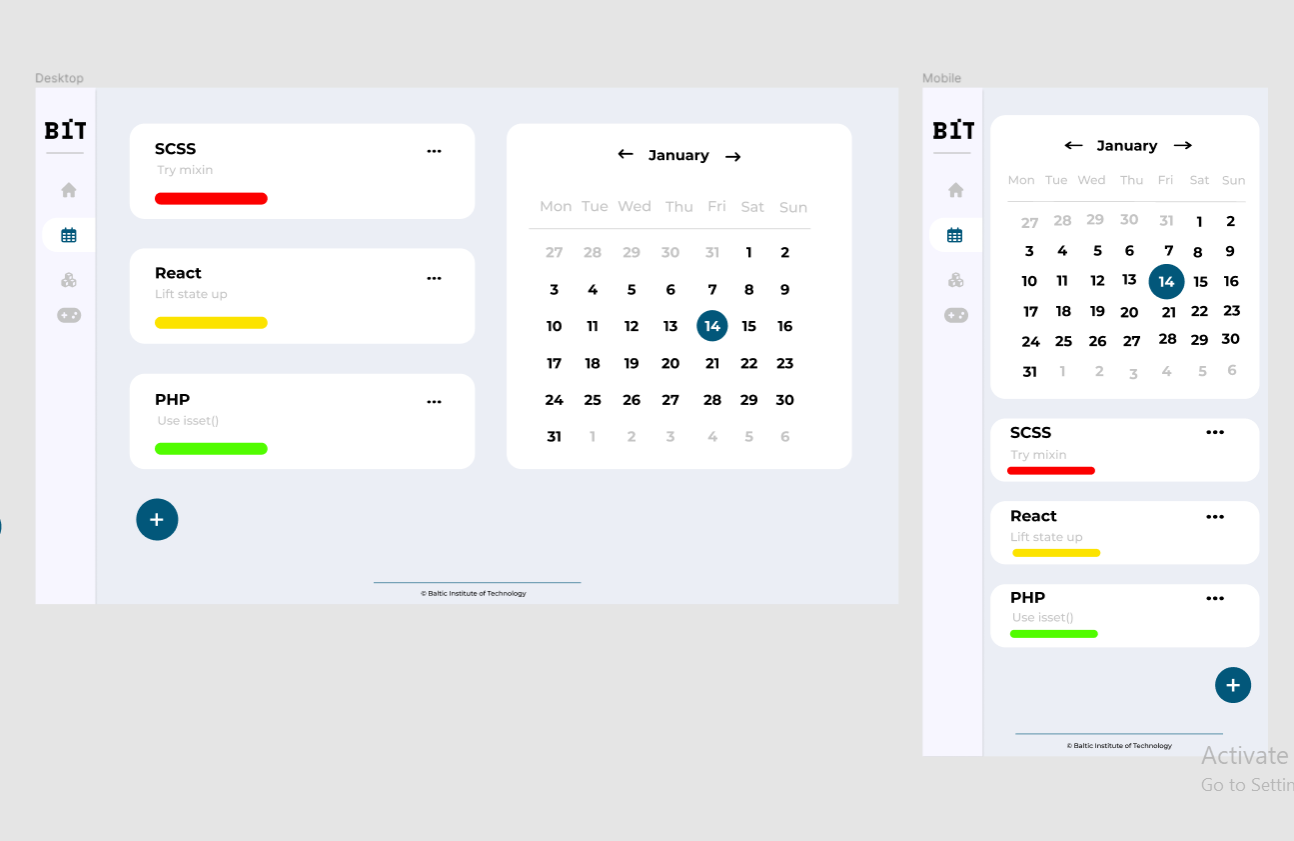 Desktop
BIT
SCSS
Try mixin
React
Lift state up
PHP
Use isset()
January
Mon Tue Wed Thu Fri Sat Sun
27 28 29 30 31 1 2
3 4 5 6 7 8 9
10 11 12 13 14 15 16
17 18 19 20 21 22 23
24 25 26 27 28 29 30
31 1 2 3 4 5 6
© Baltic Institute of Technology
Mobile
BIT
January
Mon Tue Wed Thu Fri Sat Sun
27 28 29 30 31 1 2
3 4 5 6 7 8 9
10 11 12 13 14 15 16
17 18 19 20 21 22 23
24 25 26 27 28 29 30
31 1 2 3 4 5 6
SCSS
Try mixin
React
Lift state up
PHP
Use isset()
© Baltic Institute of Technology
Activate
Go to Settin